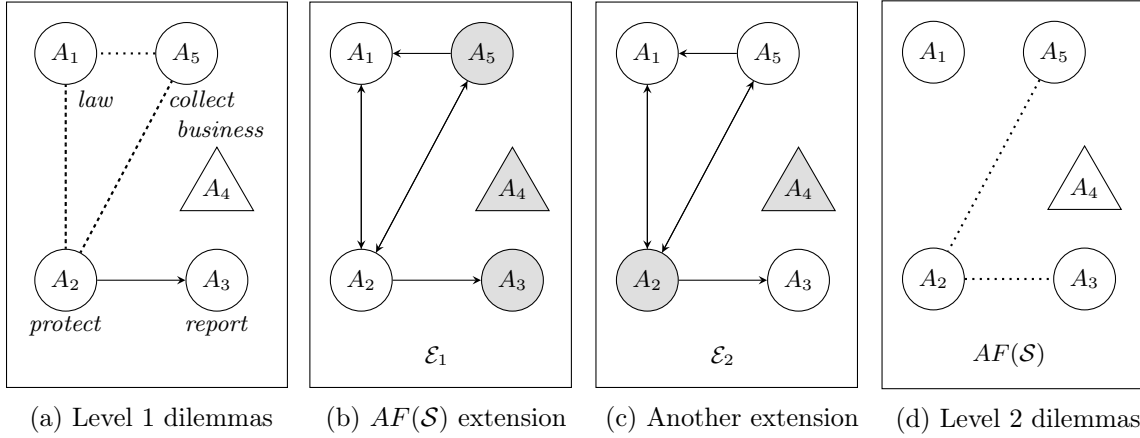 A₁ A₅
law collect
business
A₄
A₂ A₃
protect report
(a) Level 1 dilemmas
A₁ A₅
A₄
A₂ A₃
ℰ₁
(b) AF(𝒮) extension
A₁ A₅
A₄
A₂ A₃
ℰ₂
(c) Another extension
A₁ A₅
A₄
A₂ A₃
AF(𝒮)
(d) Level 2 dilemmas